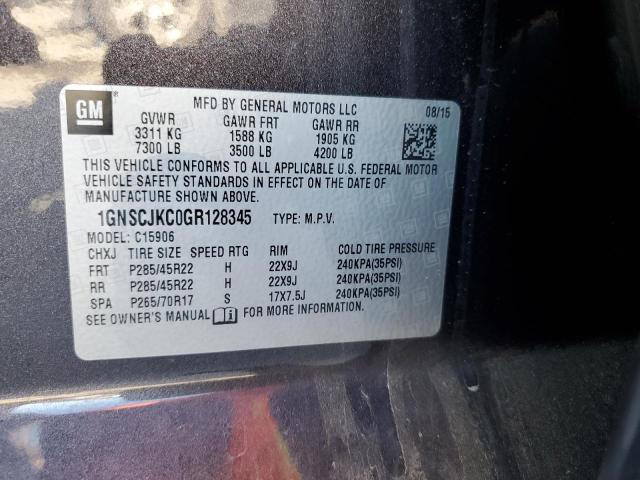 GM
MFD BY GENERAL MOTORS LLC 08/15
GVWR GAWR FRT GAWR RR
3311 KG 1588 KG 1905 KG
7300 LB 3500 LB 4200 LB
THIS VEHICLE CONFORMS TO ALL APPLICABLE U.S. FEDERAL MOTOR
VEHICLE SAFETY STANDARDS IN EFFECT ON THE DATE OF
MANUFACTURE SHOWN ABOVE.
1GNSCJKC0GR128345 TYPE: M.P.V.
MODEL: C15906
CHXJ TIRE SIZE SPEED RTG RIM COLD TIRE PRESSURE
FRT P285/45R22 H 22X9J 240KPA(35PSI)
RR P285/45R22 H 22X9J 240KPA(35PSI)
SPA P265/70R17 S 17X7.5J 240KPA(35PSI)
SEE OWNER'S MANUAL FOR MORE INFORMATION.